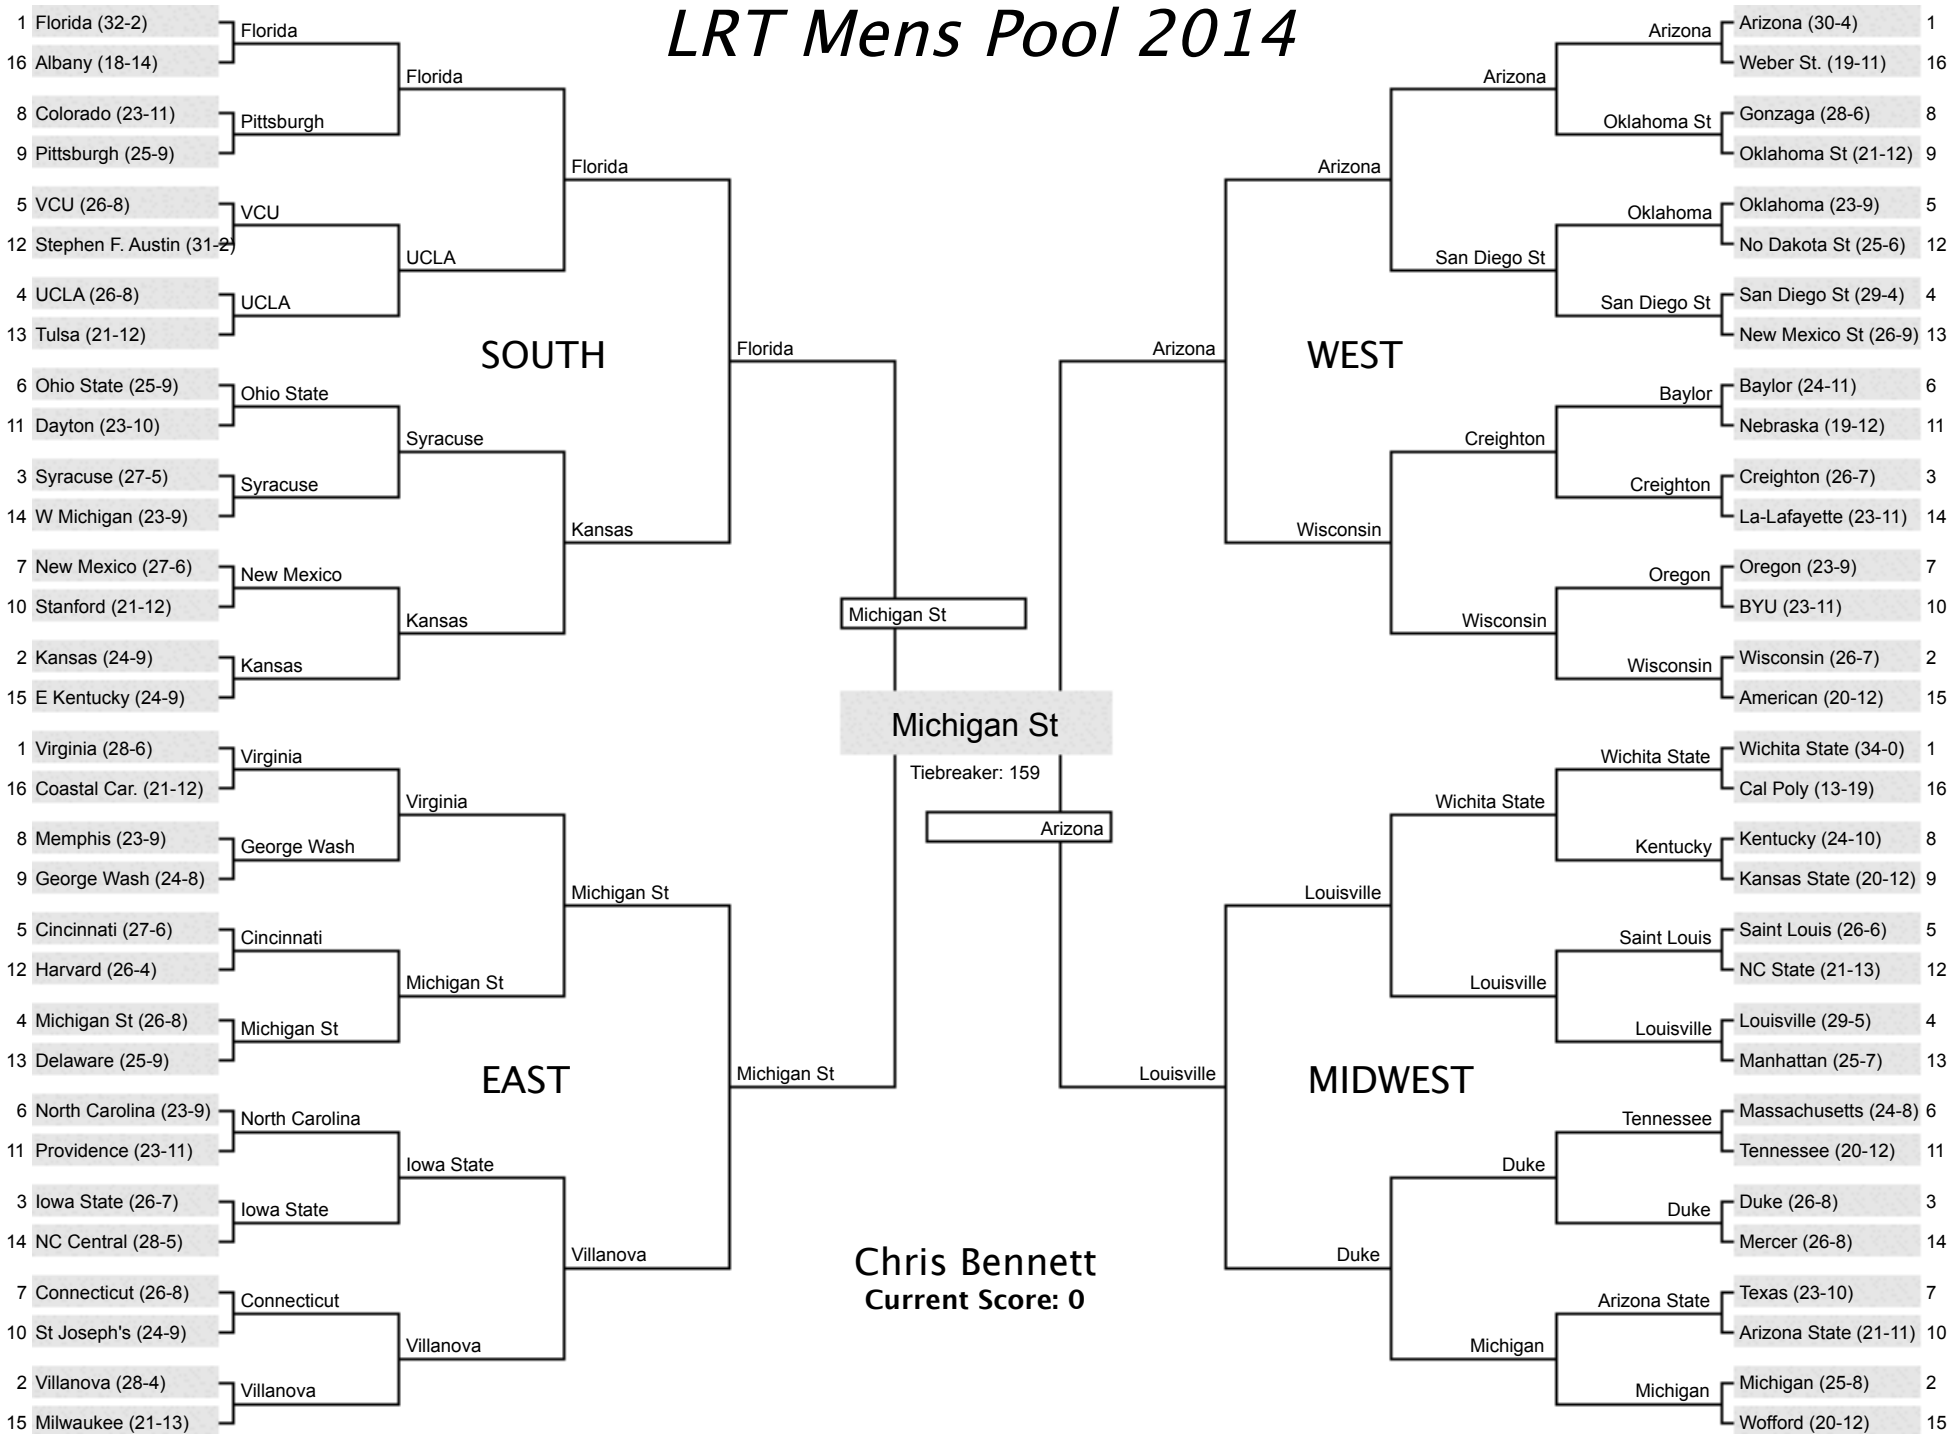 LRT Mens Pool 2014
1 Florida (32-2)
16 Albany (18-14)
8 Colorado (23-11)
9 Pittsburgh (25-9)
5 VCU (26-8)
12 Stephen F. Austin (31-2)
4 UCLA (26-8)
13 Tulsa (21-12)
6 Ohio State (25-9)
11 Dayton (23-10)
3 Syracuse (27-5)
14 W Michigan (23-9)
7 New Mexico (27-6)
10 Stanford (21-12)
2 Kansas (24-9)
15 E Kentucky (24-9)
Florida
Pittsburgh
VCU
UCLA
Ohio State
Syracuse
New Mexico
Kansas
Florida
UCLA
Syracuse
Kansas
Florida
Kansas
SOUTH
Florida
1 Virginia (28-6)
16 Coastal Car. (21-12)
8 Memphis (23-9)
9 George Wash (24-8)
5 Cincinnati (27-6)
12 Harvard (26-4)
4 Michigan St (26-8)
13 Delaware (25-9)
6 North Carolina (23-9)
11 Providence (23-11)
3 Iowa State (26-7)
14 NC Central (28-5)
7 Connecticut (26-8)
10 St Joseph's (24-9)
2 Villanova (28-4)
15 Milwaukee (21-13)
Virginia
George Wash
Cincinnati
Michigan St
North Carolina
Iowa State
Connecticut
Villanova
Virginia
Michigan St
Iowa State
Villanova
Michigan St
Villanova
EAST
Michigan St
Michigan St
Michigan St
Tiebreaker: 159
Arizona
Chris Bennett
Current Score: 0
Arizona
WEST
Arizona
Wisconsin
Arizona
San Diego St
Creighton
Wisconsin
Arizona
Oklahoma St
Oklahoma
San Diego St
Baylor
Creighton
Oregon
Wisconsin
Arizona (30-4) 1
Weber St. (19-11) 16
Gonzaga (28-6) 8
Oklahoma St (21-12) 9
Oklahoma (23-9) 5
No Dakota St (25-6) 12
San Diego St (29-4) 4
New Mexico St (26-9) 13
Baylor (24-11) 6
Nebraska (19-12) 11
Creighton (26-7) 3
La-Lafayette (23-11) 14
Oregon (23-9) 7
BYU (23-11) 10
Wisconsin (26-7) 2
American (20-12) 15
Louisville
MIDWEST
Louisville
Duke
Wichita State
Louisville
Duke
Michigan
Wichita State
Kentucky
Saint Louis
Louisville
Tennessee
Duke
Arizona State
Michigan
Wichita State (34-0) 1
Cal Poly (13-19) 16
Kentucky (24-10) 8
Kansas State (20-12) 9
Saint Louis (26-6) 5
NC State (21-13) 12
Louisville (29-5) 4
Manhattan (25-7) 13
Massachusetts (24-8) 6
Tennessee (20-12) 11
Duke (26-8) 3
Mercer (26-8) 14
Texas (23-10) 7
Arizona State (21-11) 10
Michigan (25-8) 2
Wofford (20-12) 15